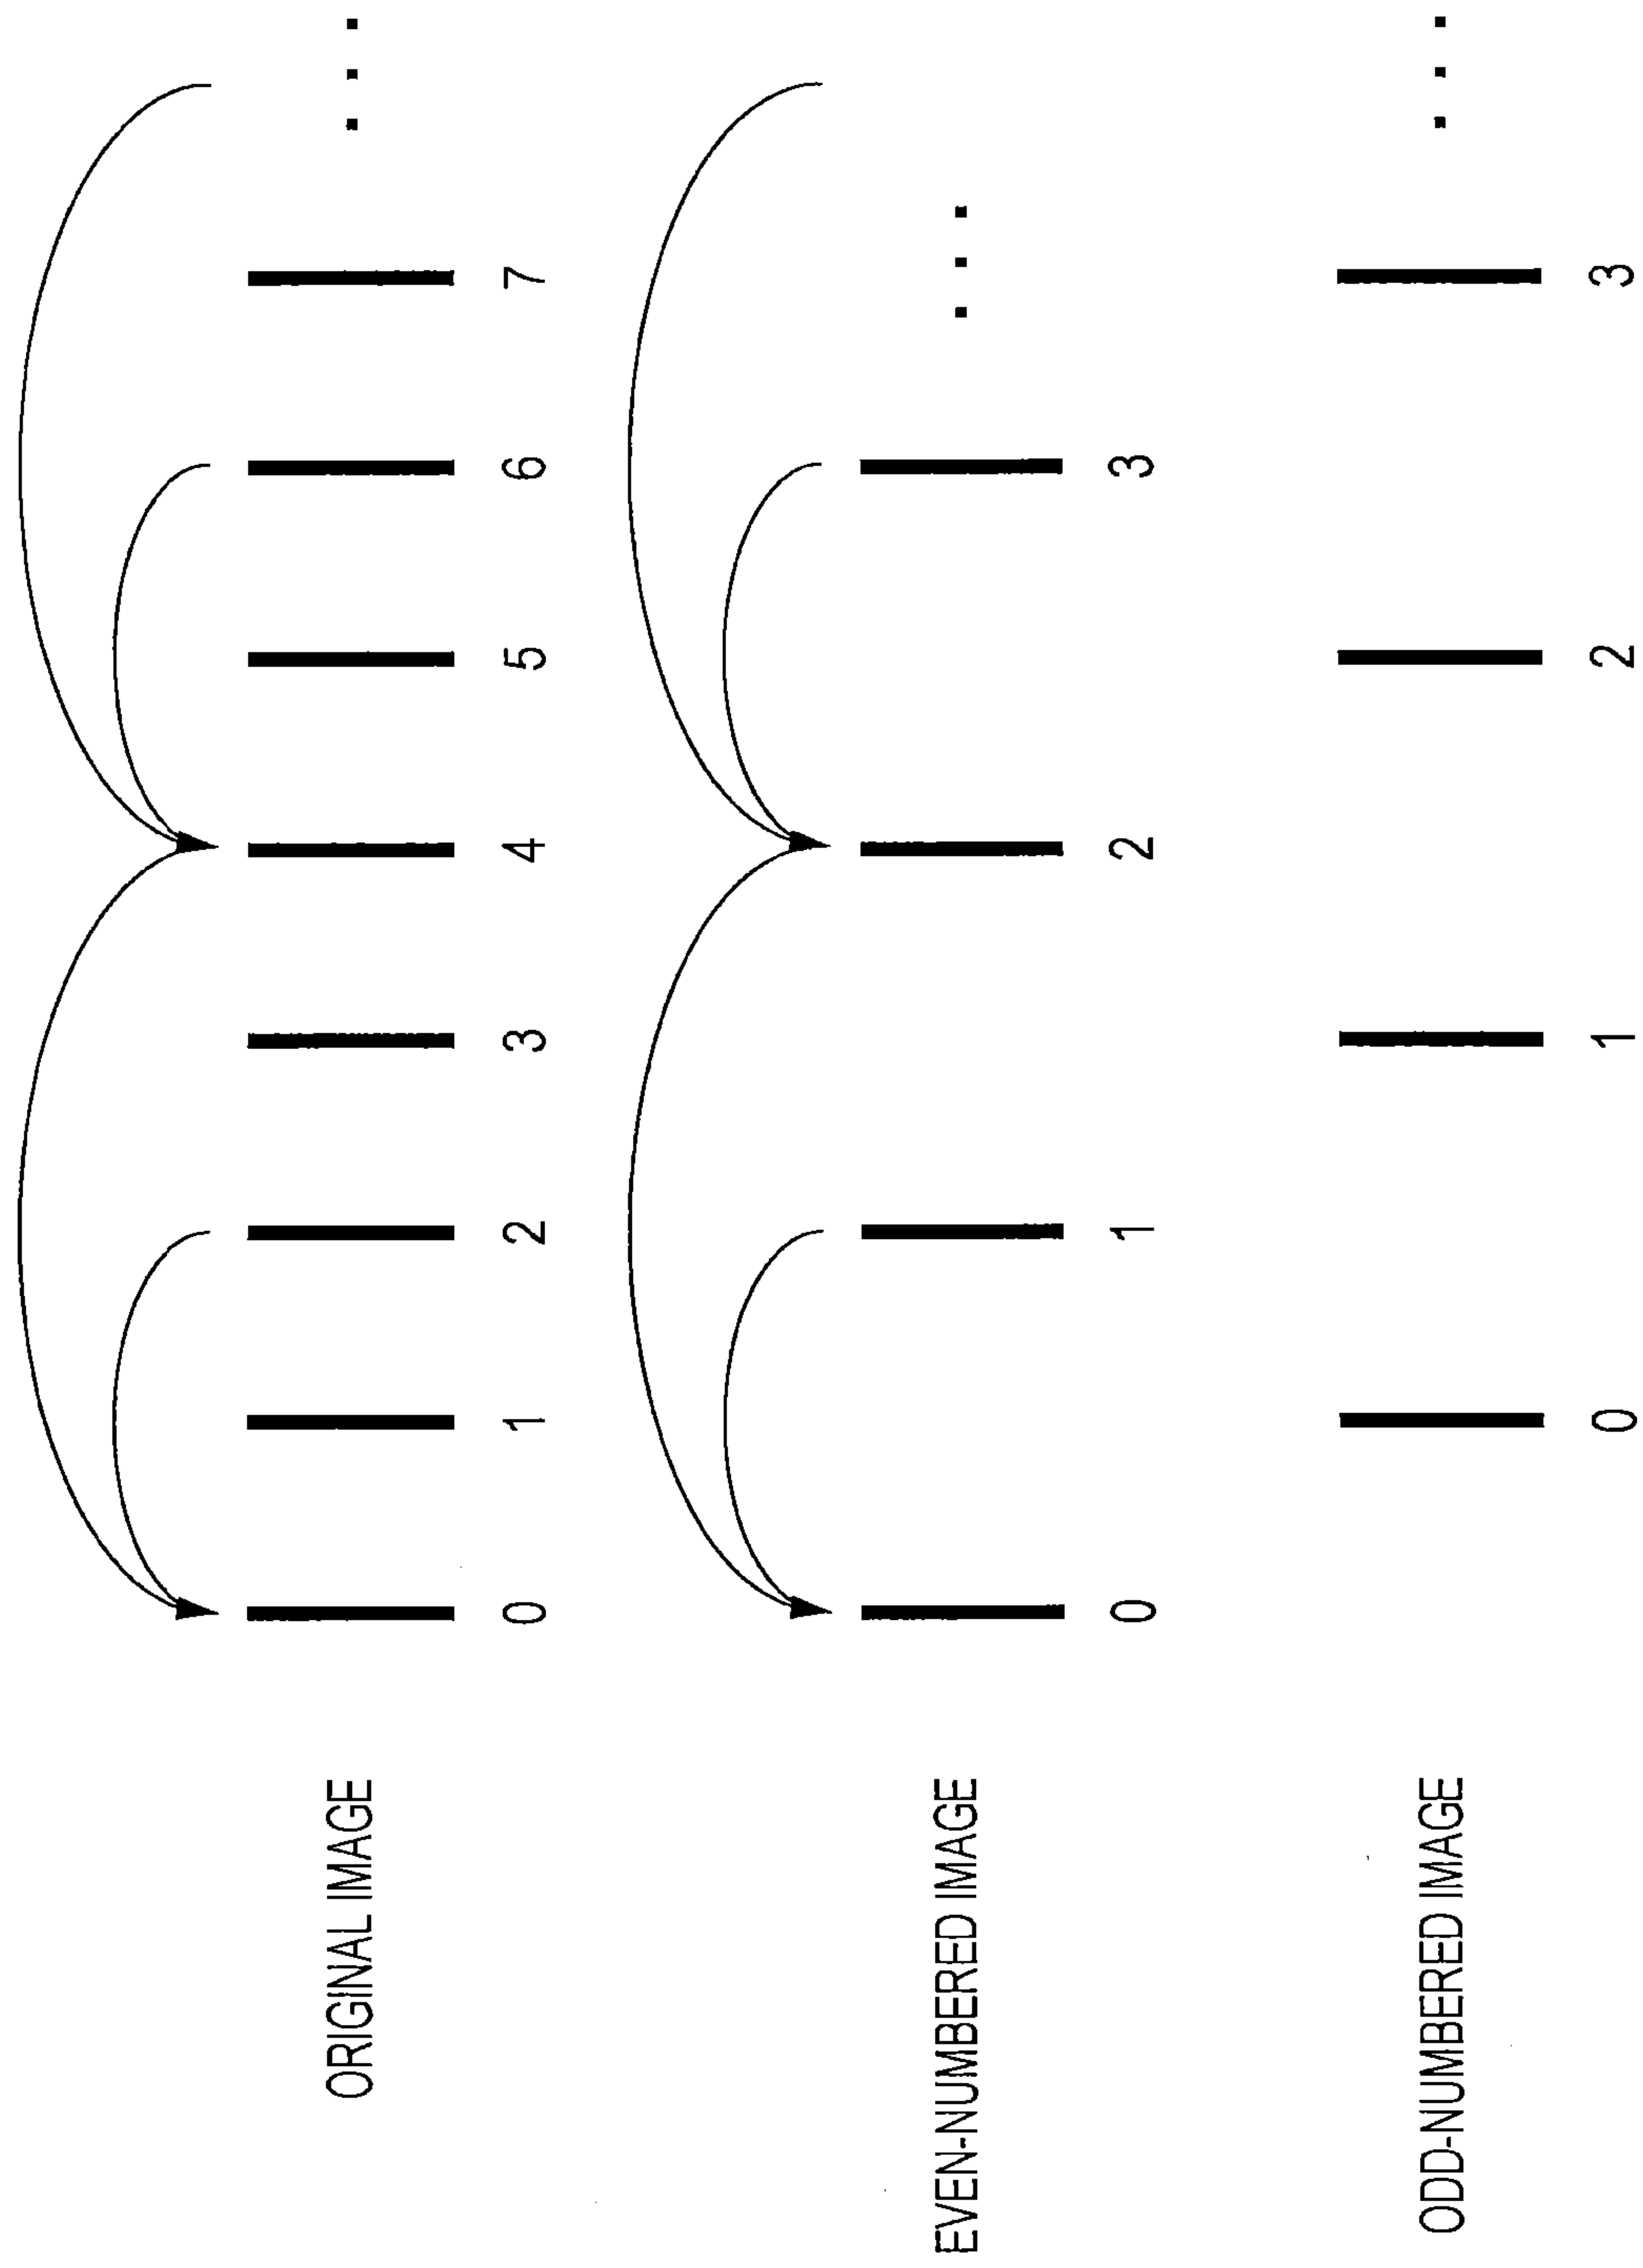 ORIGINAL IMAGE
0 1 2 3 4 5 6 7 . . .
EVEN-NUMBERED IMAGE
0 1 2 3 . . .
ODD-NUMBERED IMAGE
0 1 2 3 . . .